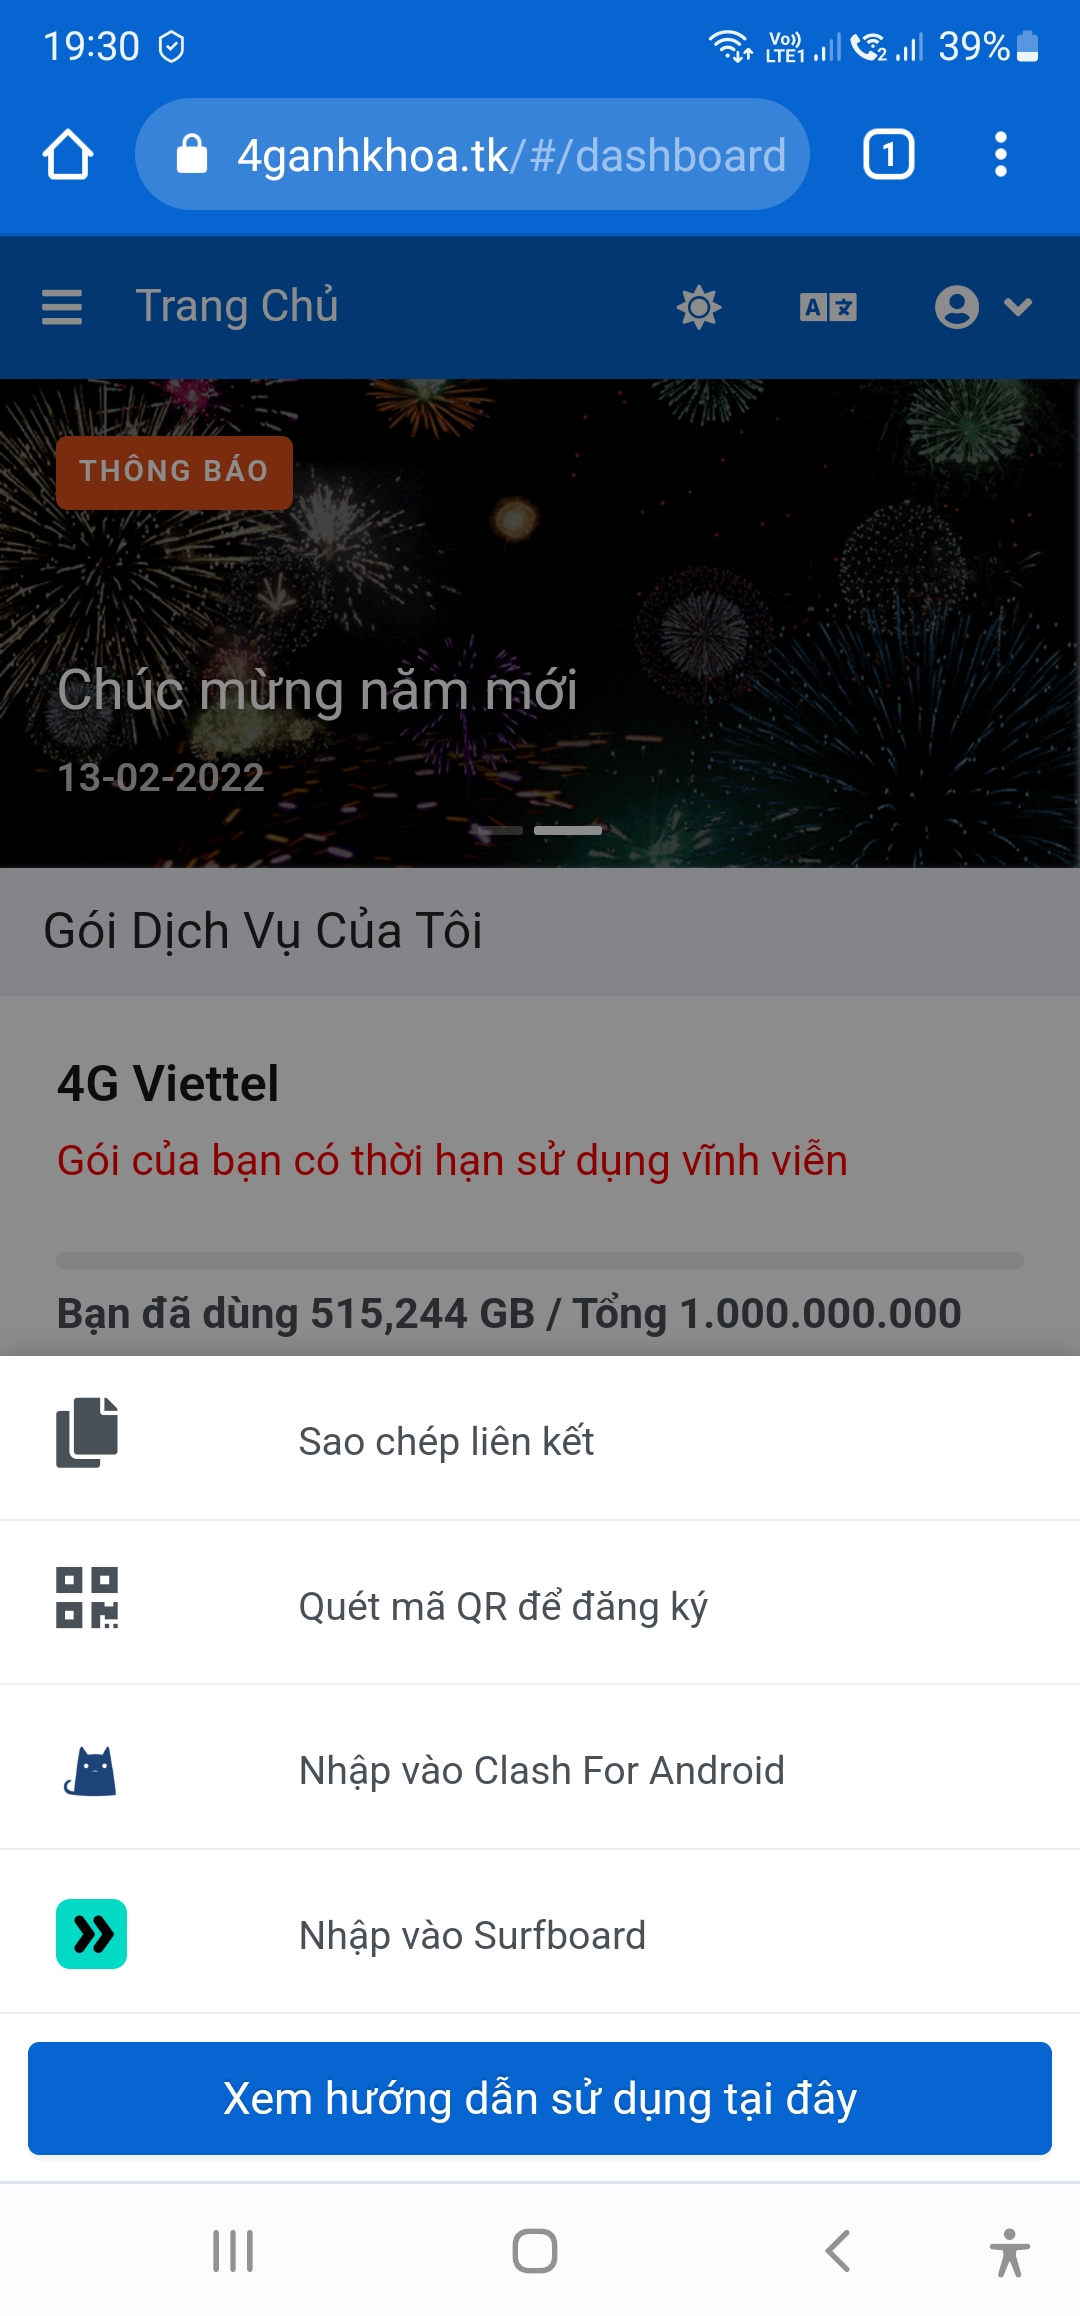 19:30
Vo)) LTE1
2
39%
4ganhkhoa.tk/#/dashboard
1
Trang Chủ
THÔNG BÁO
Chúc mừng năm mới
13-02-2022
Gói Dịch Vụ Của Tôi
4G Viettel
Gói của bạn có thời hạn sử dụng vĩnh viễn
Bạn đã dùng 515,244 GB / Tổng 1.000.000.000
Sao chép liên kết
Quét mã QR để đăng ký
Nhập vào Clash For Android
Nhập vào Surfboard
Xem hướng dẫn sử dụng tại đây